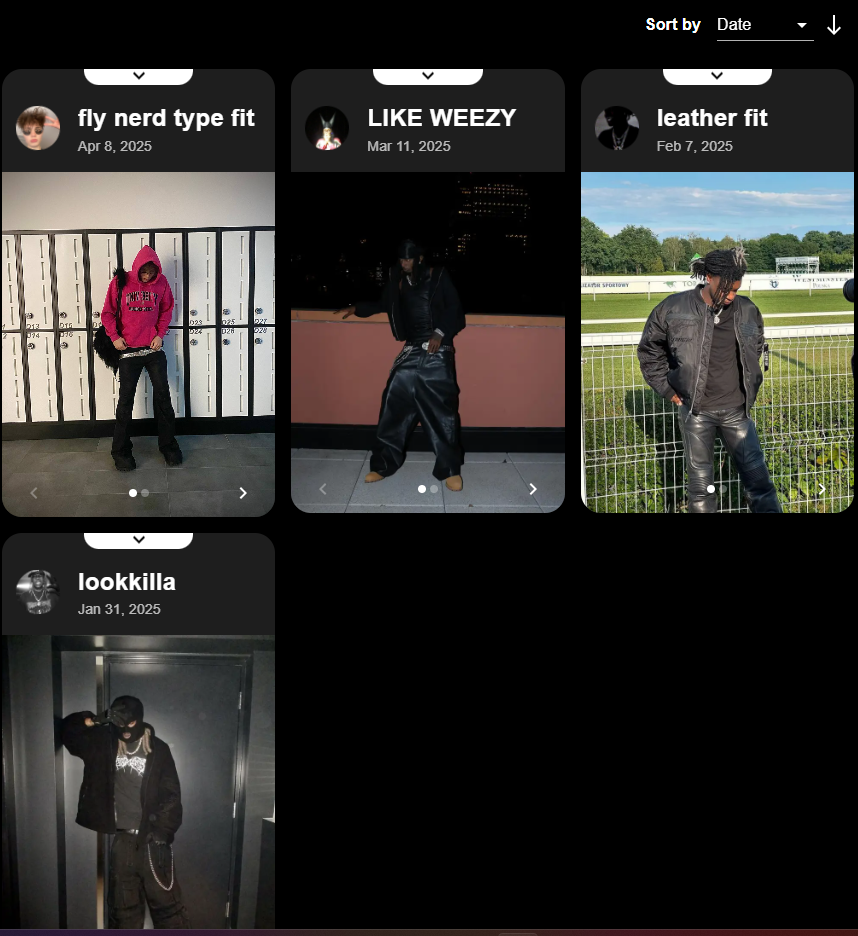 Sort by Date
fly nerd type fit
Apr 8, 2025
LIKE WEEZY
Mar 11, 2025
leather fit
Feb 7, 2025
lookkilla
Jan 31, 2025